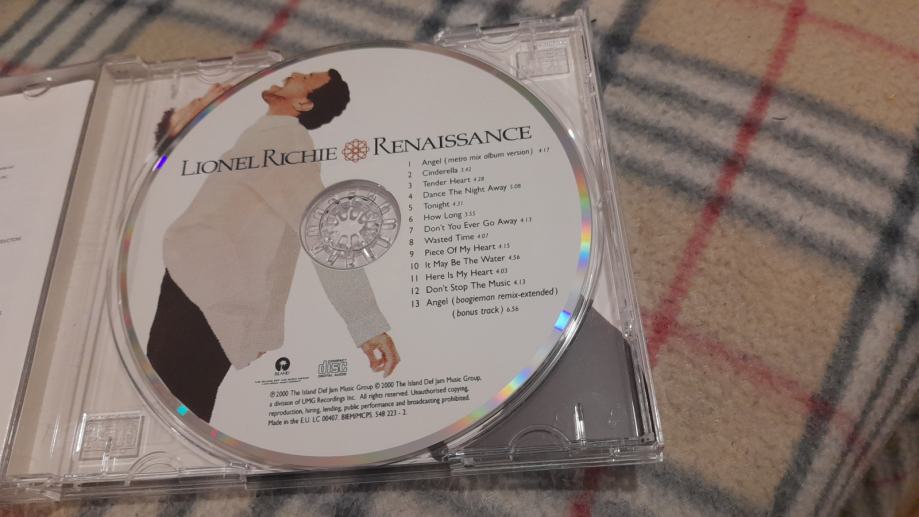 LIONEL RICHIE RENAISSANCE
1 Angel (metro mix album version) 4:17
2 Cinderella 3:42
3 Tender Heart 4:28
4 Dance The Night Away 5:08
5 Tonight 4:31
6 How Long 3:55
7 Don't You Ever Go Away 4:13
8 Wasted Time 4:07
9 Piece Of My Heart 4:15
10 It May Be The Water 4:56
11 Here Is My Heart 4:03
12 Don't Stop The Music 4:13
13 Angel (boogieman remix-extended)
(bonus track) 6:56
ISLAND
COMPACT
disc
DIGITAL AUDIO
℗2000 The Island Def Jam Music Group © 2000 The Island Def Jam Music Group,
a division of UMG Recordings Inc. All rights reserved. Unauthorised copying,
reproduction, hiring, lending, public performance and broadcasting prohibited.
Made in the E.U. LC 00407. BIEM/MCPS. 548 223 - 2.